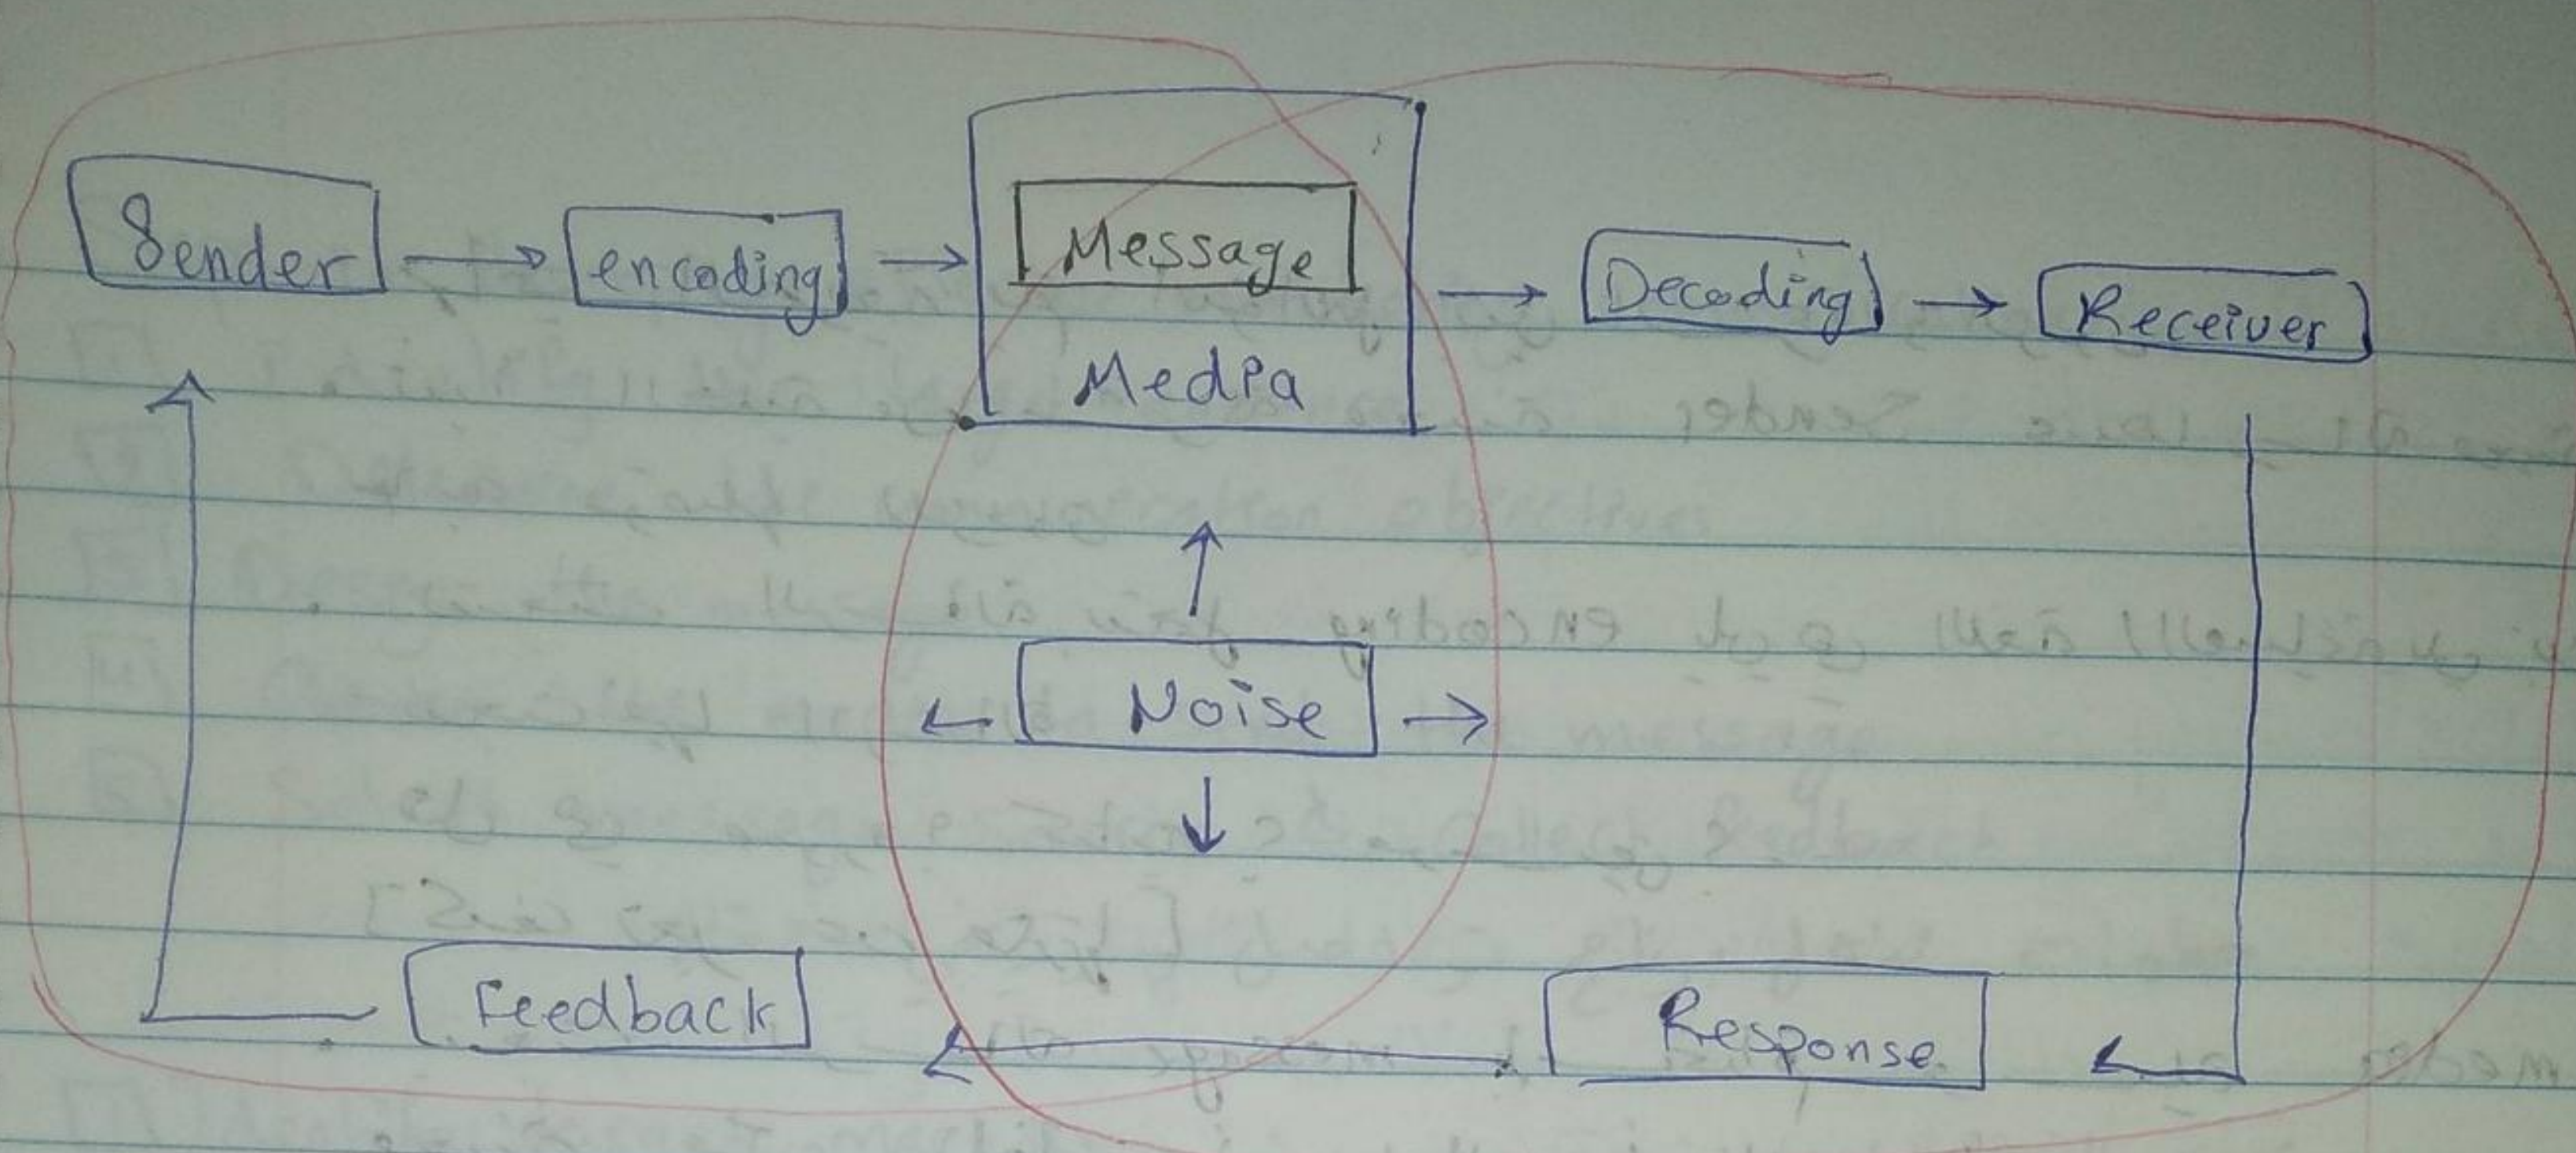 Sender
encoding
Message
Media
Decoding
Receiver
Noise
Feedback
Response